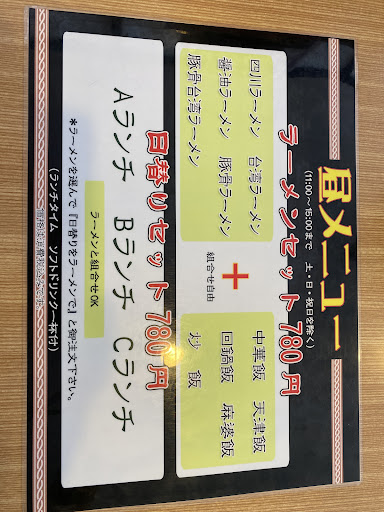 昼メニュー
(11:00～15:00まで 土・日・祝日を除く)
ラーメンセット780円
四川ラーメン 台湾ラーメン
醤油ラーメン 豚骨ラーメン
豚骨台湾ラーメン
＋
組合せ自由
中華飯 天津飯
回鍋飯 麻婆飯
炒飯
日替りセット780円
Aランチ Bランチ Cランチ
ラーメンと組合せOK
*ラーメンを選んで『日替りをラーメンで』と御注文下さい。
(ランチタイム ソフトドリンク一杯付)